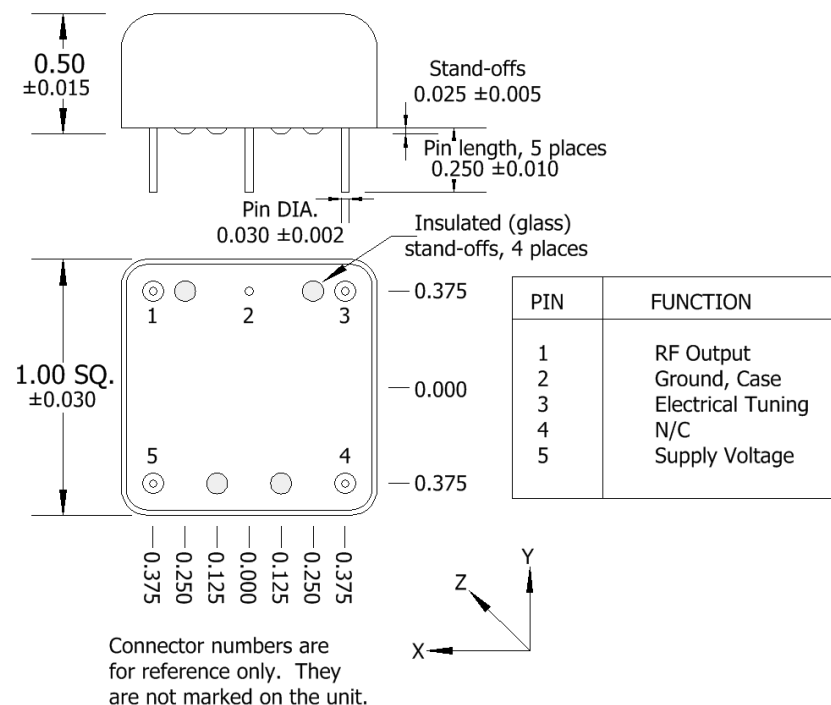 0.50
±0.015
Stand-offs
0.025 ±0.005
Pin length, 5 places
0.250 ±0.010
Pin DIA.
0.030 ±0.002
Insulated (glass)
stand-offs, 4 places
1.00 SQ.
±0.030
1 2 3
5 4
0.375
0.000
0.375
0.375 0.250 0.125 0.000 0.125 0.250 0.375
PIN FUNCTION
1 RF Output
2 Ground, Case
3 Electrical Tuning
4 N/C
5 Supply Voltage
Y
Z
X
Connector numbers are
for reference only. They
are not marked on the unit.